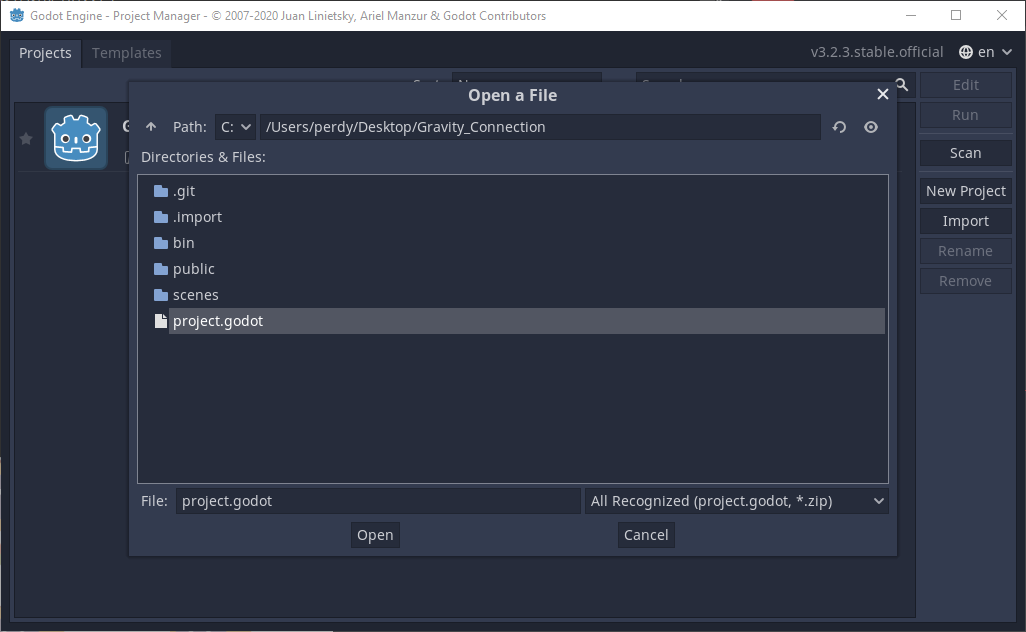 Godot Engine - Project Manager - © 2007-2020 Juan Linietsky, Ariel Manzur & Godot Contributors
Projects
Templates
v3.2.3.stable.official
en
Edit
Run
Scan
New Project
Import
Rename
Remove
Open a File
Path:
C:
/Users/perdy/Desktop/Gravity_Connection
Directories & Files:
.git
.import
bin
public
scenes
project.godot
File:
project.godot
All Recognized (project.godot, *.zip)
Open
Cancel